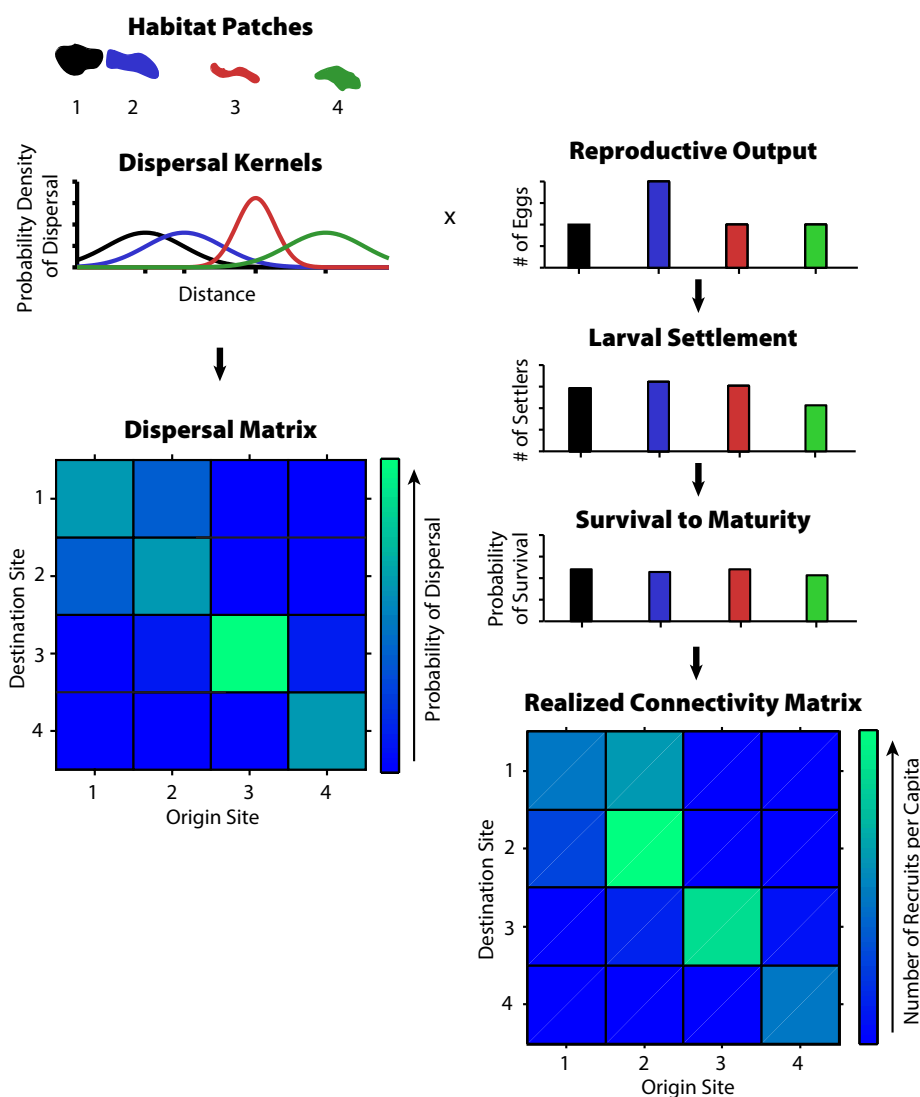 Habitat Patches
1 2 3 4
Dispersal Kernels
Probability Density
of Dispersal
Distance
x
Reproductive Output
# of Eggs
Larval Settlement
# of Settlers
Survival to Maturity
Probability
of Survival
Dispersal Matrix
Destination Site
1
2
3
4
1 2 3 4
Origin Site
Probability of Dispersal
Realized Connectivity Matrix
Destination Site
1
2
3
4
1 2 3 4
Origin Site
Number of Recruits per Capita